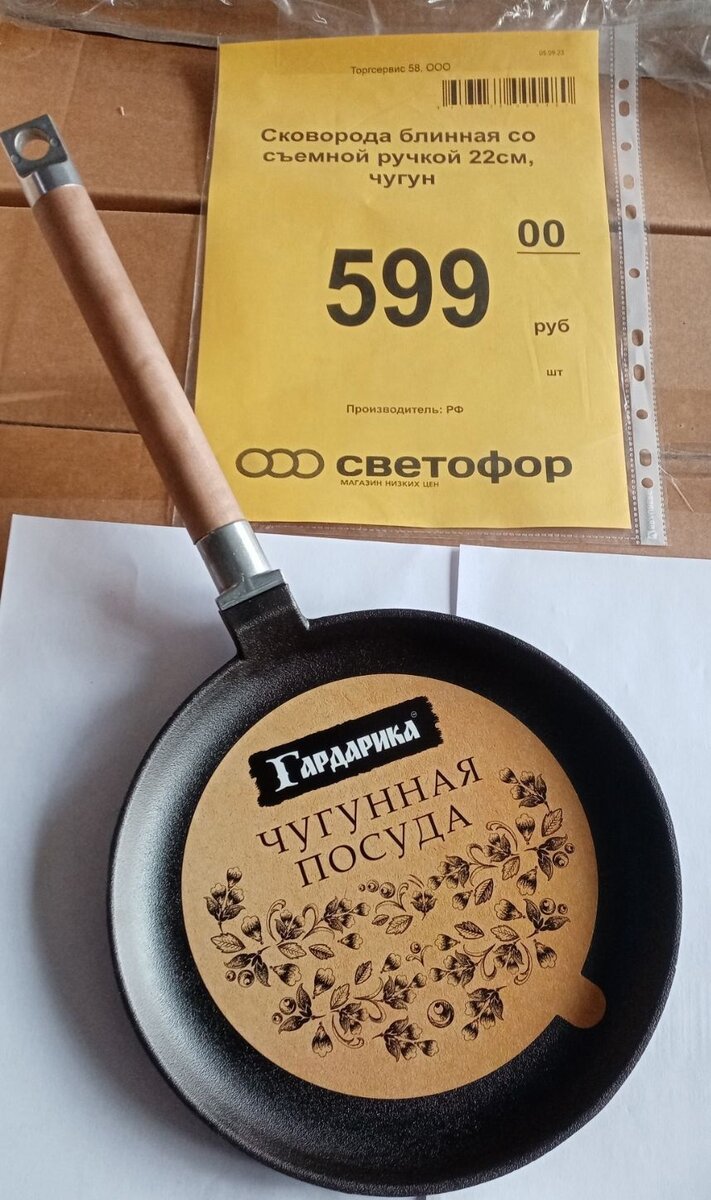 05.09.23
Торгсервис 58, ООО
Сковорода блинная со
съемной ручкой 22см,
чугун
599
00
руб
шт
Производитель: РФ
светофор
МАГАЗИН НИЗКИХ ЦЕН
Гардарика
ЧУГУННАЯ
ПОСУДА